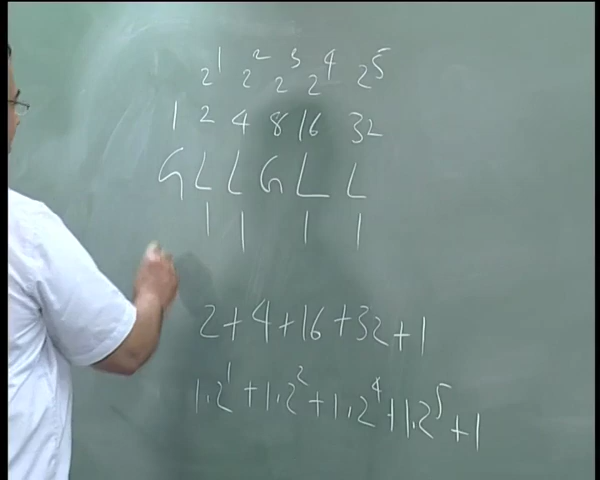 2¹ 2² 2³ 2⁴ 2⁵
1 2 4 8 16 32
G L L G L L
1 1 1 1
2+4+16+32+1
1.2¹+1.2²+1.2⁴+1.2⁵+1